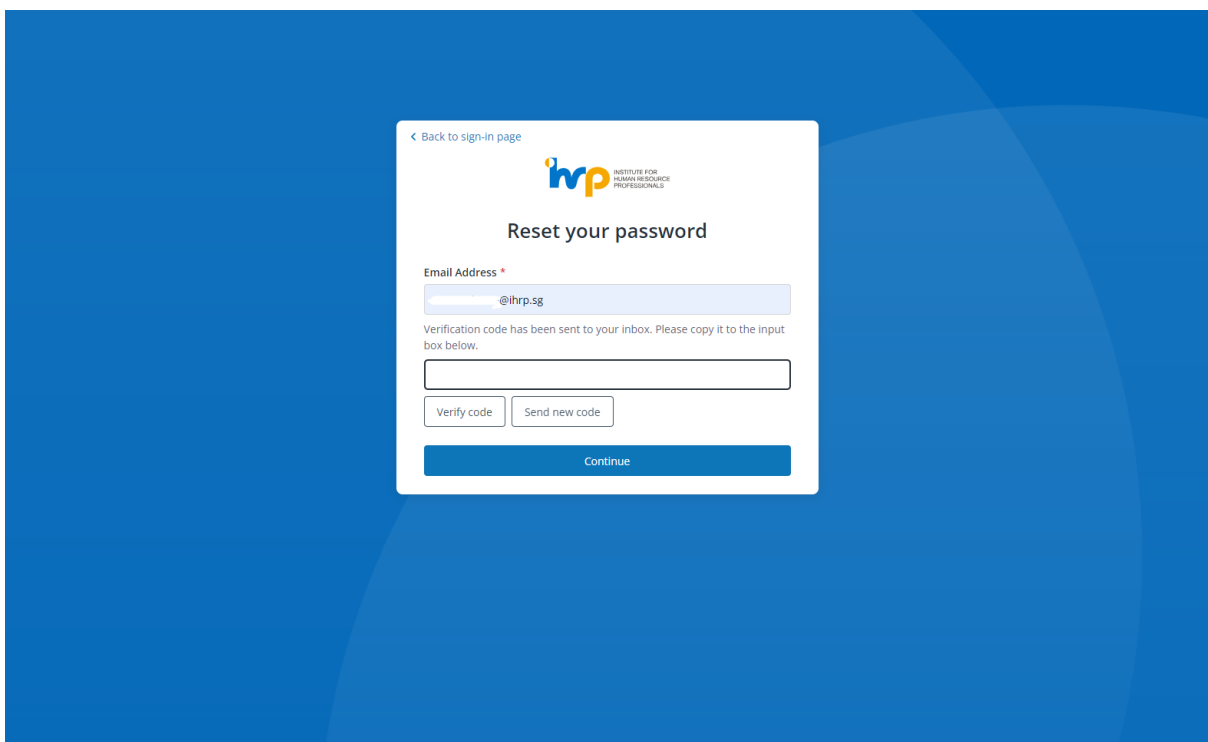 Back to sign-in page
ihrp INSTITUTE FOR
HUMAN RESOURCE
PROFESSIONALS
Reset your password
Email Address *
@ihrp.sg
Verification code has been sent to your inbox. Please copy it to the input
box below.
Verify code Send new code
Continue